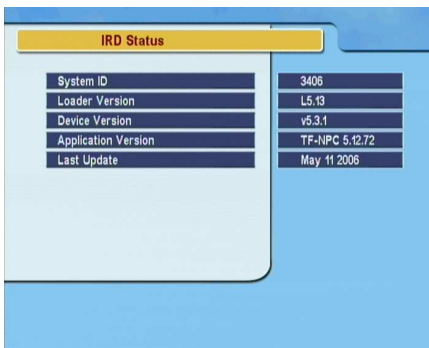 IRD Status
System ID 3406
Loader Version L5.13
Device Version v5.3.1
Application Version TF-NPC 5.12.72
Last Update May 11 2006